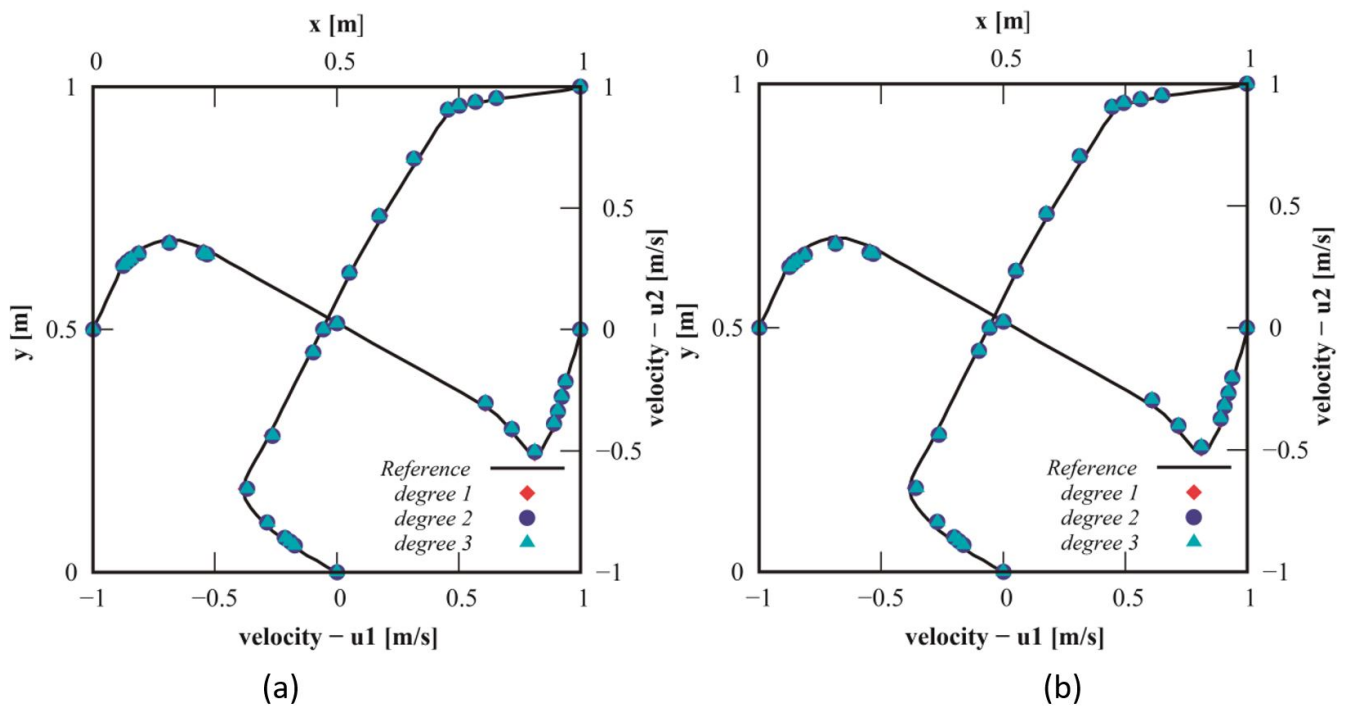 x [m]
0 0.5 1
1 1
0.5
y [m] 0.5 0 velocity − u2 [m/s]
−0.5
Reference
degree 1
degree 2
degree 3
0 −1
−1 −0.5 0 0.5 1
velocity − u1 [m/s]
(a)
x [m]
0 0.5 1
1 1
0.5
y [m] 0.5 0 velocity − u2 [m/s]
−0.5
Reference
degree 1
degree 2
degree 3
0 −1
−1 −0.5 0 0.5 1
velocity − u1 [m/s]
(b)